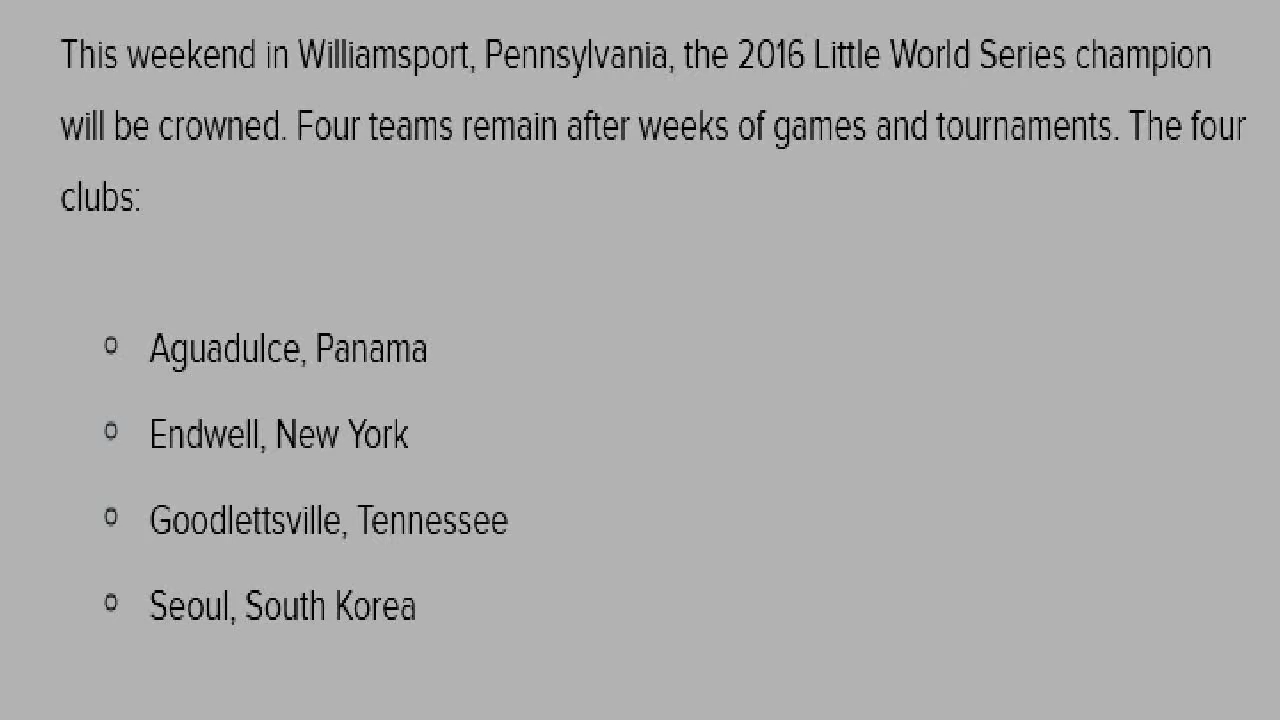 This weekend in Williamsport, Pennsylvania, the 2016 Little World Series champion
will be crowned. Four teams remain after weeks of games and tournaments. The four
clubs:
Aguadulce, Panama
Endwell, New York
Goodlettsville, Tennessee
Seoul, South Korea